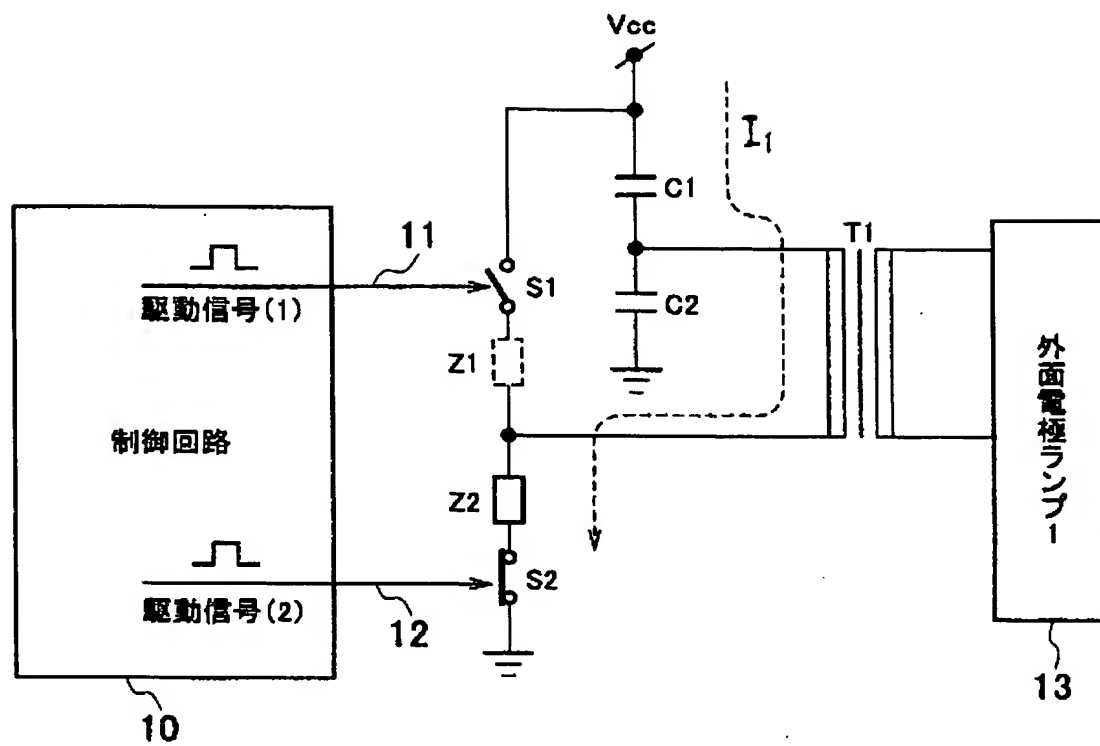 Vcc
I₁
C1
T1
11
S1
駆動信号(1)
C2
Z1
制御回路
外面電極ランプ1
Z2
S2
駆動信号(2)
12
10
13